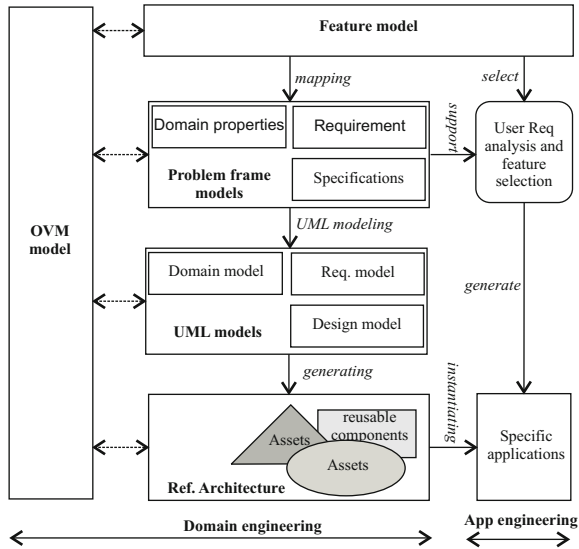 Feature model
mapping
select
OVM
model
Domain properties
Requirement
Specifications
Problem frame
models
support
User Req
analysis and
feature
selection
UML modeling
Domain model
Req. model
Design model
UML models
generate
generating
instantiating
reusable
components
Assets
Assets
Ref. Architecture
Specific
applications
Domain engineering
App engineering